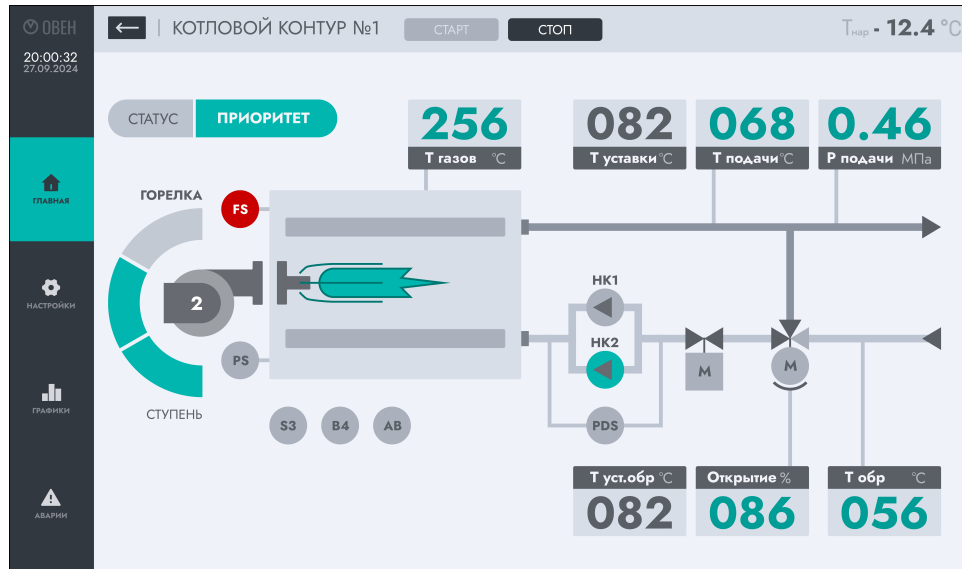 ОВЕН
КОТЛОВОЙ КОНТУР №1
СТАРТ
СТОП
Tнар - 12.4 °C
20:00:32
27.09.2024
СТАТУС
ПРИОРИТЕТ
256
Т газов °C
082
Т уставки °C
068
Т подачи °C
0.46
Р подачи МПа
ГЛАВНАЯ
ГОРЕЛКА
FS
2
НК1
НАСТРОЙКИ
НК2
PS
М
М
ГРАФИКИ
СТУПЕНЬ
S3
B4
AB
PDS
АВАРИИ
Т уст.обр °C
082
Открытие %
086
Т обр °C
056